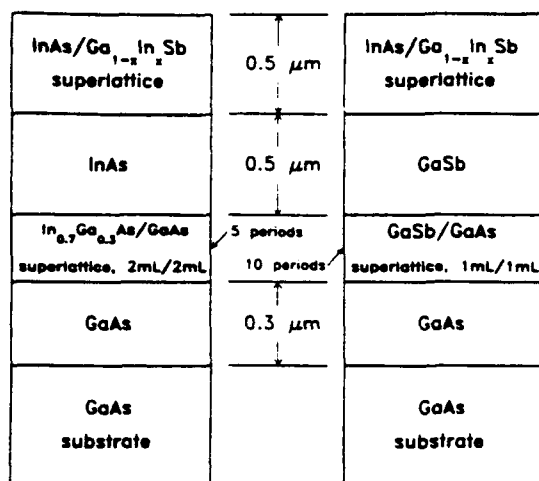 InAs/Ga₁₋ₓInₓSb
superlattice
InAs
In₀.₇Ga₀.₃As/GaAs
superlattice, 2mL/2mL
GaAs
GaAs
substrate
0.5 μm
0.5 μm
5 periods
10 periods
0.3 μm
InAs/Ga₁₋ₓInₓSb
superlattice
GaSb
GaSb/GaAs
superlattice, 1mL/1mL
GaAs
GaAs
substrate